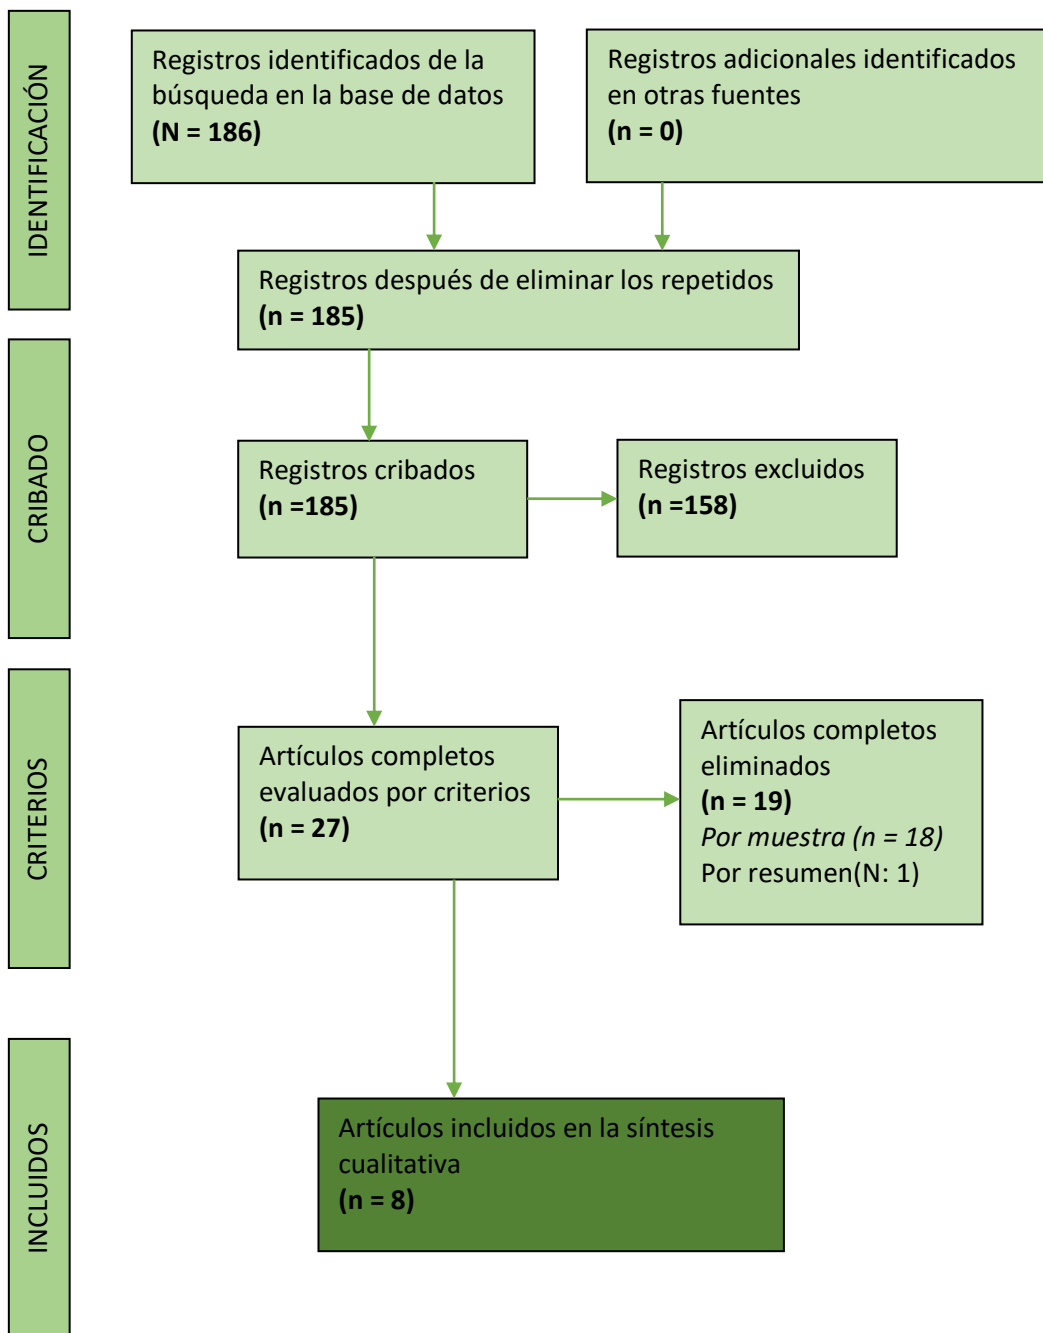 IDENTIFICACIÓN
Registros identificados de la
búsqueda en la base de datos
(N = 186)
Registros adicionales identificados
en otras fuentes
(n = 0)
Registros después de eliminar los repetidos
(n = 185)
CRIBADO
Registros cribados
(n =185)
Registros excluidos
(n =158)
CRITERIOS
Artículos completos
evaluados por criterios
(n = 27)
Artículos completos
eliminados
(n = 19)
Por muestra (n = 18)
Por resumen(N: 1)
INCLUIDOS
Artículos incluidos en la síntesis
cualitativa
(n = 8)